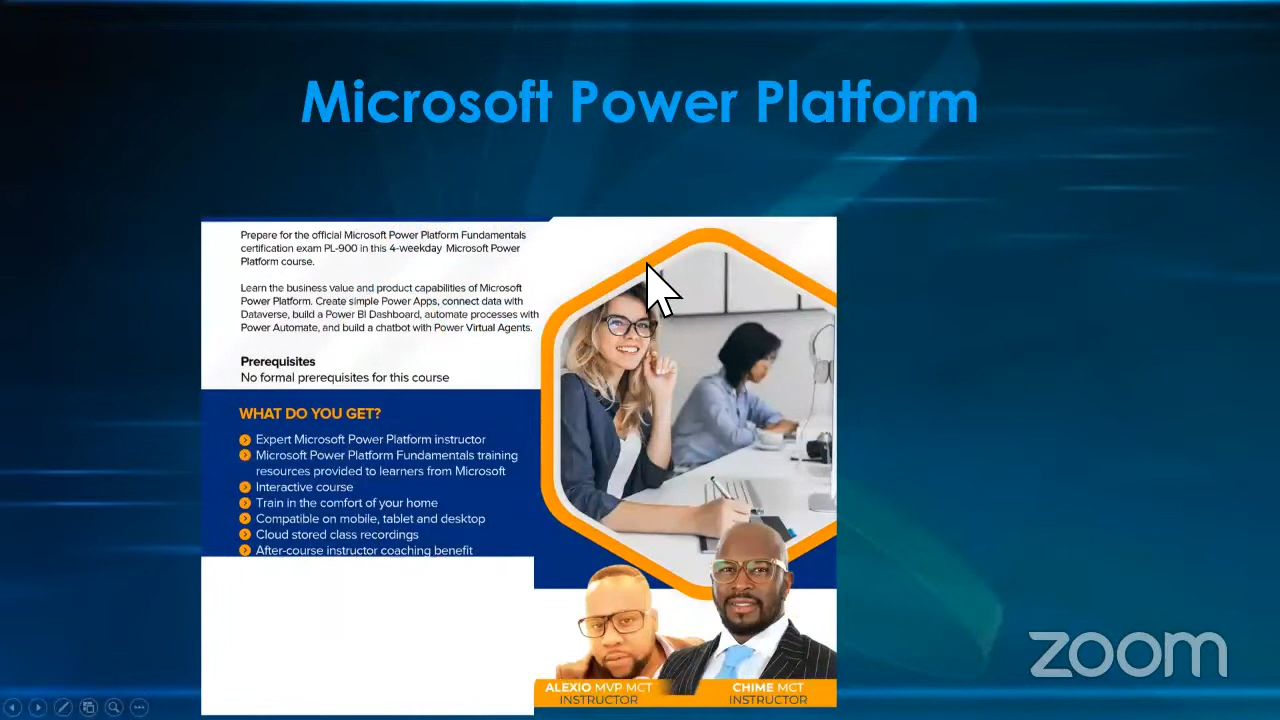 Microsoft Power Platform
Prepare for the official Microsoft Power Platform Fundamentals
certification exam PL-900 in this 4-weekday Microsoft Power
Platform course.
Learn the business value and product capabilities of Microsoft
Power Platform. Create simple Power Apps, connect data with
Dataverse, build a Power BI Dashboard, automate processes with
Power Automate, and build a chatbot with Power Virtual Agents.
Prerequisites
No formal prerequisites for this course
WHAT DO YOU GET?
Expert Microsoft Power Platform instructor
Microsoft Power Platform Fundamentals training
resources provided to learners from Microsoft
Interactive course
Train in the comfort of your home
Compatible on mobile, tablet and desktop
Cloud stored class recordings
After-course instructor coaching benefit
ALEXIO MVP MCT
INSTRUCTOR
CHIME MCT
INSTRUCTOR
zoom